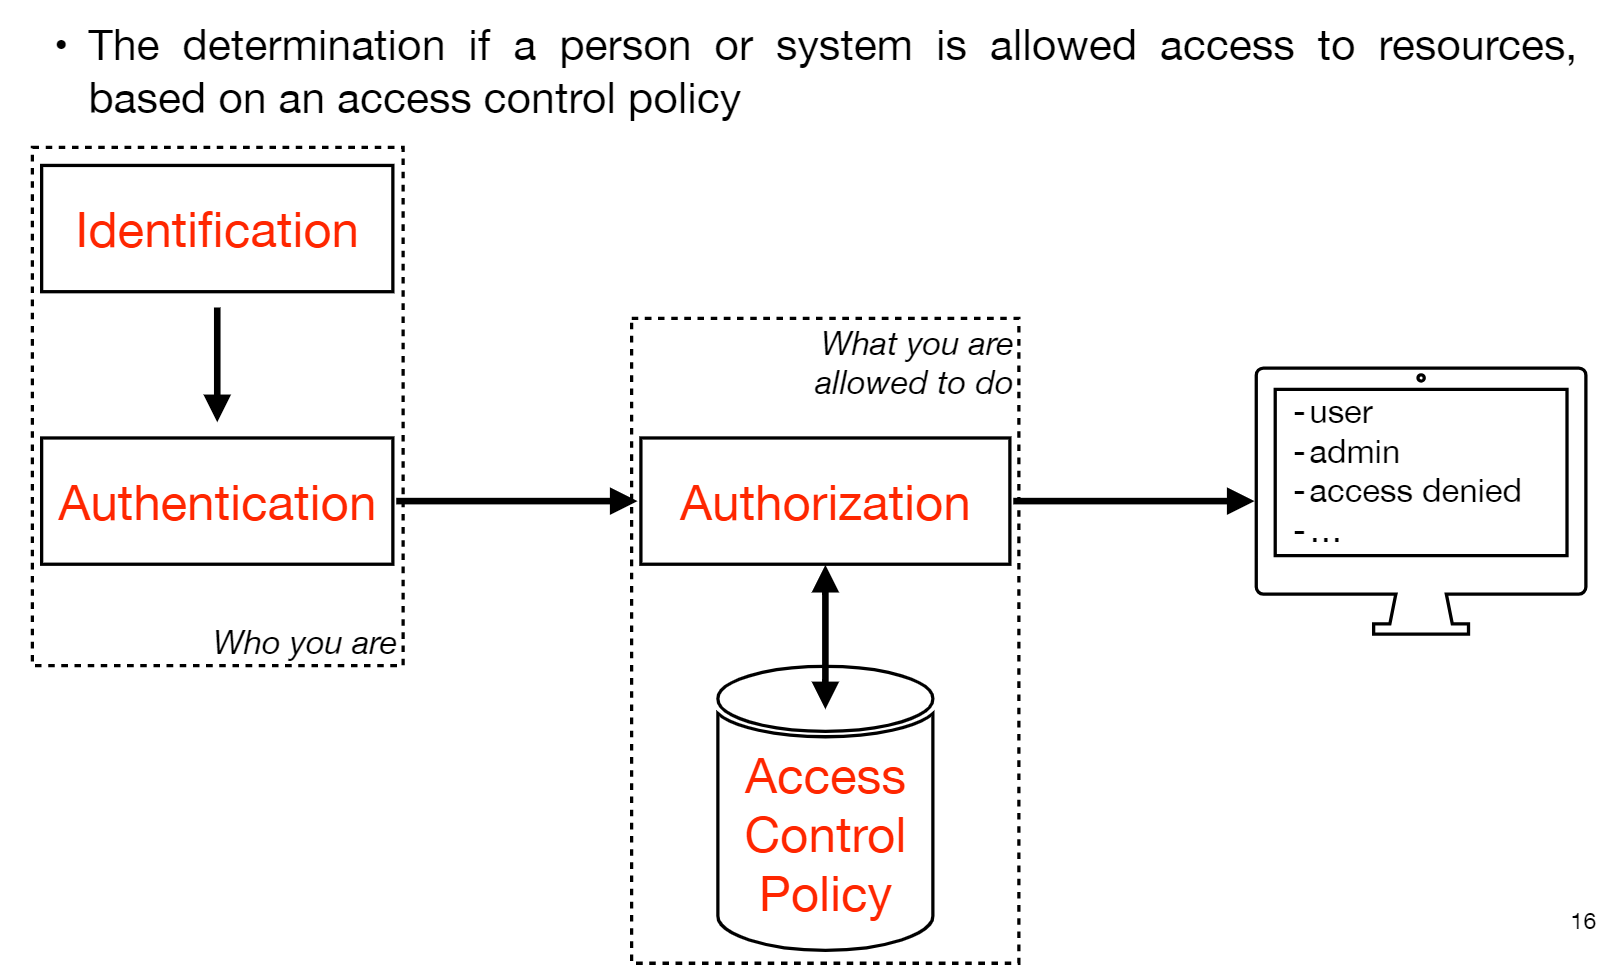 • The determination if a person or system is allowed access to resources,
based on an access control policy
Identification
Authentication
Who you are
What you are
allowed to do
Authorization
Access
Control
Policy
-user
-admin
-access denied
-...
16